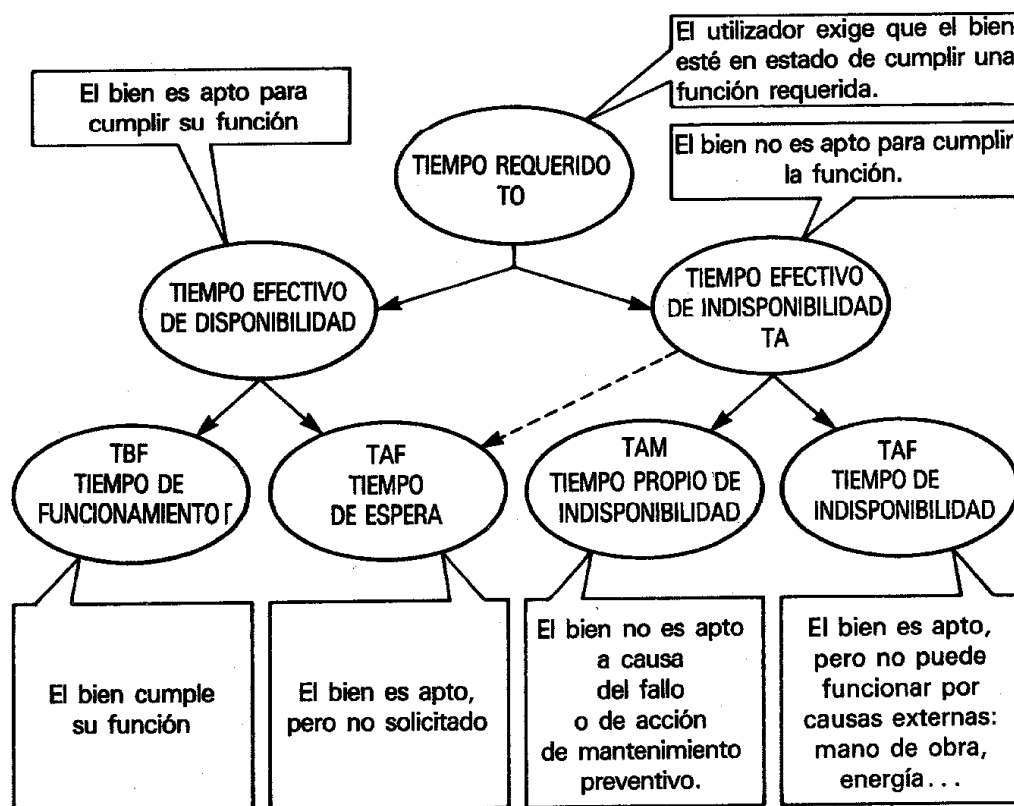 El utilizador exige que el bien
esté en estado de cumplir una
función requerida.
El bien es apto para
cumplir su función
TIEMPO REQUERIDO
TO
El bien no es apto para cumplir
la función.
TIEMPO EFECTIVO
DE DISPONIBILIDAD
TIEMPO EFECTIVO
DE INDISPONIBILIDAD
TA
TBF
TIEMPO DE
FUNCIONAMIENTO
TAF
TIEMPO
DE ESPERA
TAM
TIEMPO PROPIO DE
INDISPONIBILIDAD
TAF
TIEMPO DE
INDISPONIBILIDAD
El bien cumple
su función
El bien es apto,
pero no solicitado
El bien no es apto
a causa
del fallo
o de acción
de mantenimiento
preventivo.
El bien es apto,
pero no puede
funcionar por
causas externas:
mano de obra,
energía...